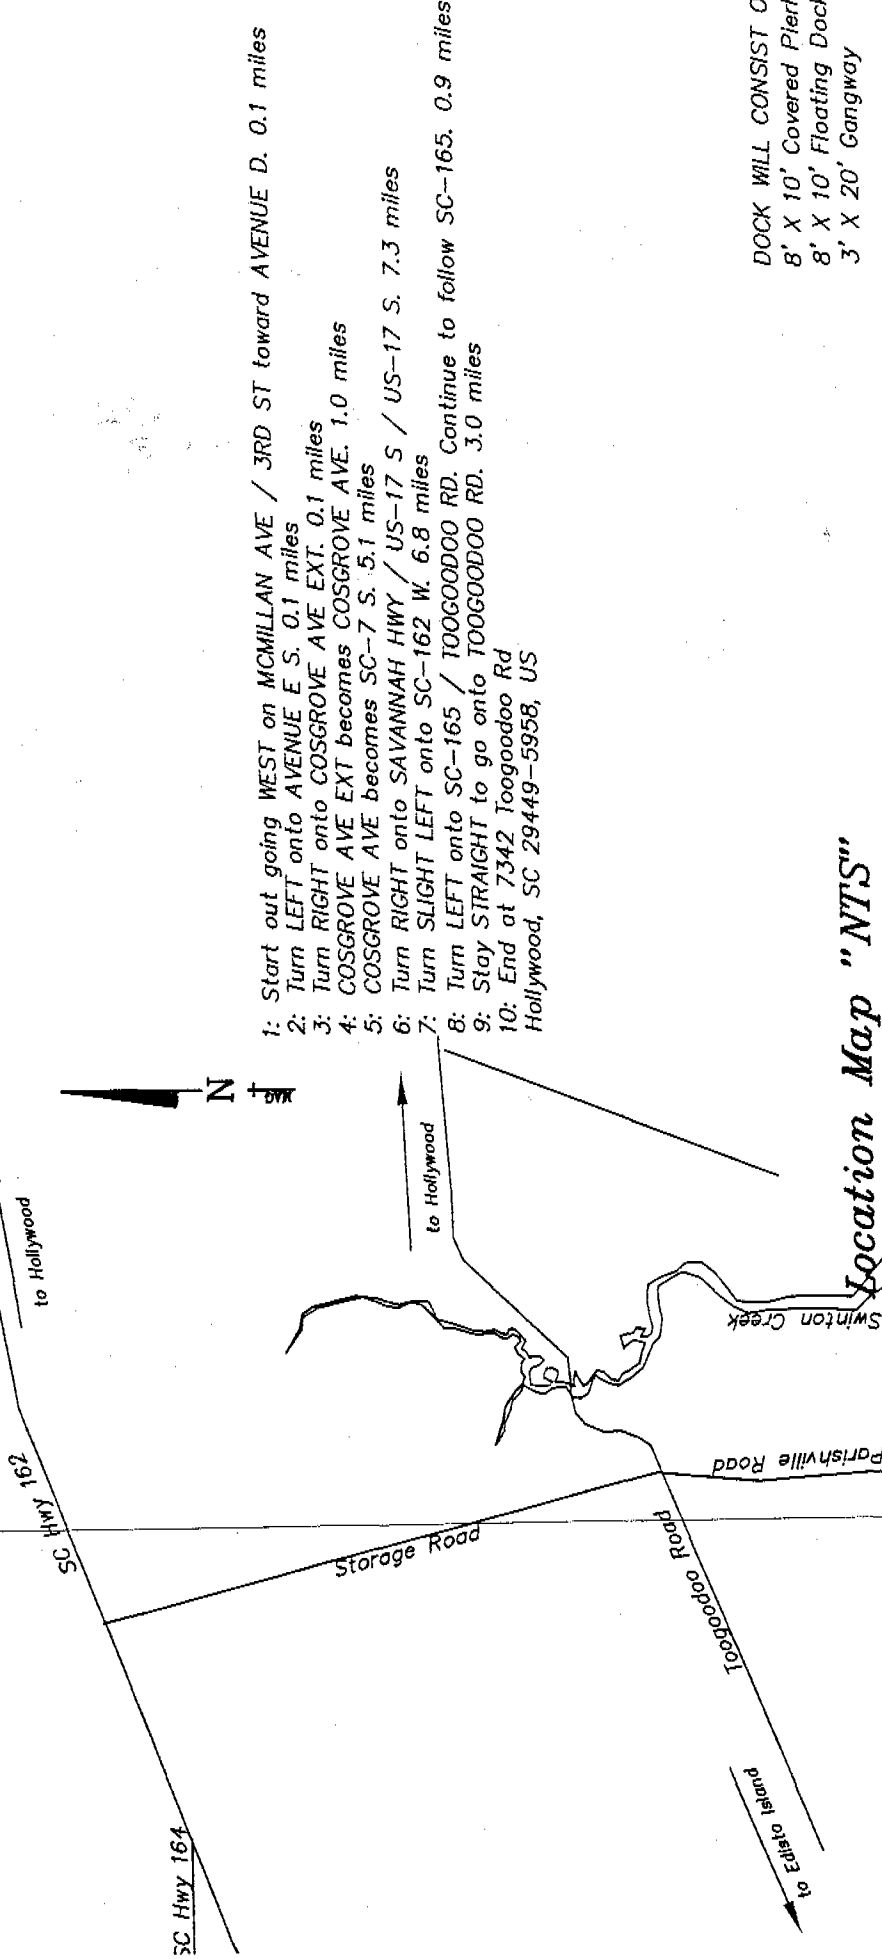 to Hollywood
SC Hwy 162
SC Hwy 164
N
MAG
to Hollywood
Storage Road
Toogoodoo Road
Parishville Road
Swinton Creek
to Edisto Island
1: Start out going WEST on MCMILLAN AVE / 3RD ST toward AVENUE D. 0.1 miles
2: Turn LEFT onto AVENUE E S. 0.1 miles
3: Turn RIGHT onto COSGROVE AVE EXT. 0.1 miles
4: COSGROVE AVE EXT becomes COSGROVE AVE. 1.0 miles
5: COSGROVE AVE becomes SC-7 S. 5.1 miles
6: Turn RIGHT onto SAVANNAH HWY / US-17 S / US-17 S. 7.3 miles
7: Turn SLIGHT LEFT onto SC-162 W. 6.8 miles
8: Turn LEFT onto SC-165 / TOOGOODOO RD. Continue to follow SC-165. 0.9 miles
9: Stay STRAIGHT to go onto TOOGOODOO RD. 3.0 miles
10: End at 7342 Toogoodoo Rd
Hollywood, SC 29449-5958, US
DOCK WILL CONSIST O
8' X 10' Covered Pier
8' X 10' Floating Doc
3' X 20' Gangway
Location Map "NTS"